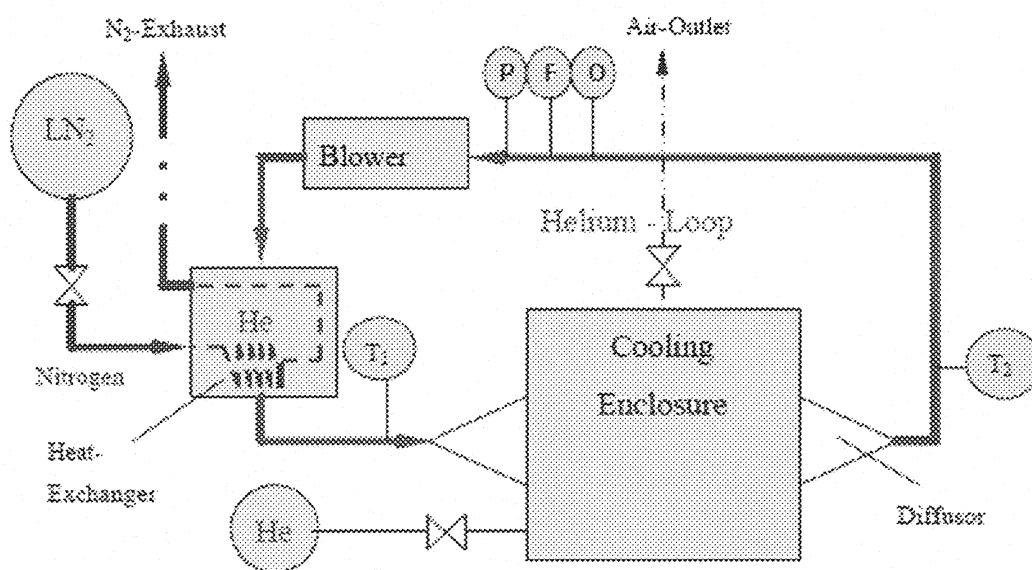 N₂-Exhaust
Air-Outlet
P
F
O
LN₂
Blower
Helium - Loop
He
T₁
Cooling
Enclosure
T₂
Nitrogen
Heat-
Exchanger
He
Diffusor